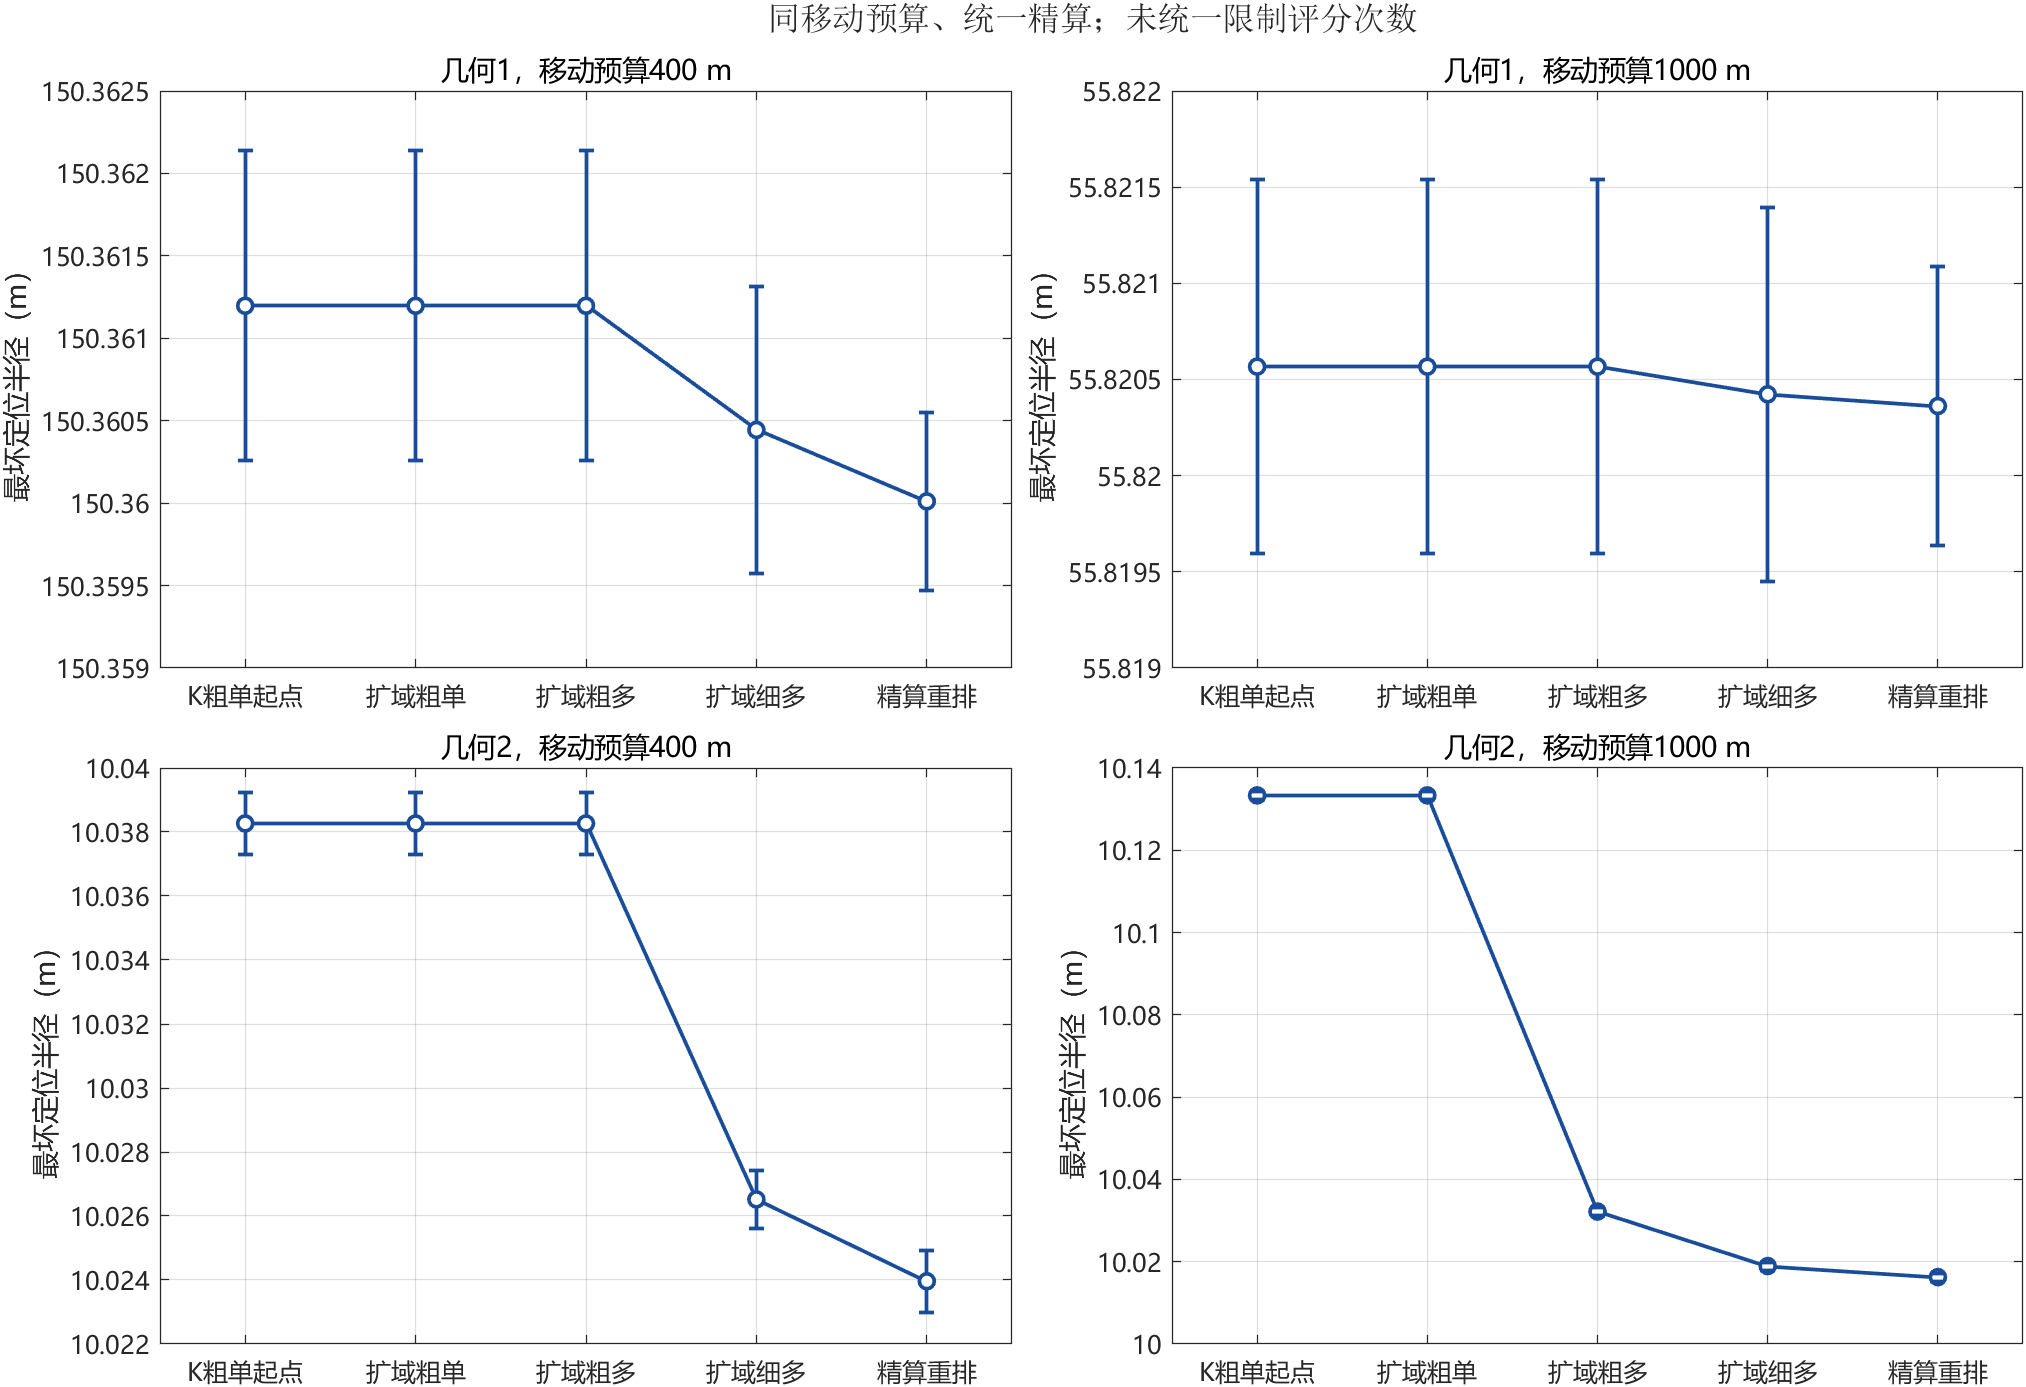 同移动预算、统一精算；未统一限制评分次数
几何1，移动预算400 m
150.3625
150.362
150.3615
150.361
150.3605
150.36
150.3595
150.359
最坏定位半径（m）
K粗单起点 扩域粗单 扩域粗多 扩域细多 精算重排
几何1，移动预算1000 m
55.822
55.8215
55.821
55.8205
55.82
55.8195
55.819
最坏定位半径（m）
K粗单起点 扩域粗单 扩域粗多 扩域细多 精算重排
几何2，移动预算400 m
10.04
10.038
10.036
10.034
10.032
10.03
10.028
10.026
10.024
10.022
最坏定位半径（m）
K粗单起点 扩域粗单 扩域粗多 扩域细多 精算重排
几何2，移动预算1000 m
10.14
10.12
10.1
10.08
10.06
10.04
10.02
10
最坏定位半径（m）
K粗单起点 扩域粗单 扩域粗多 扩域细多 精算重排